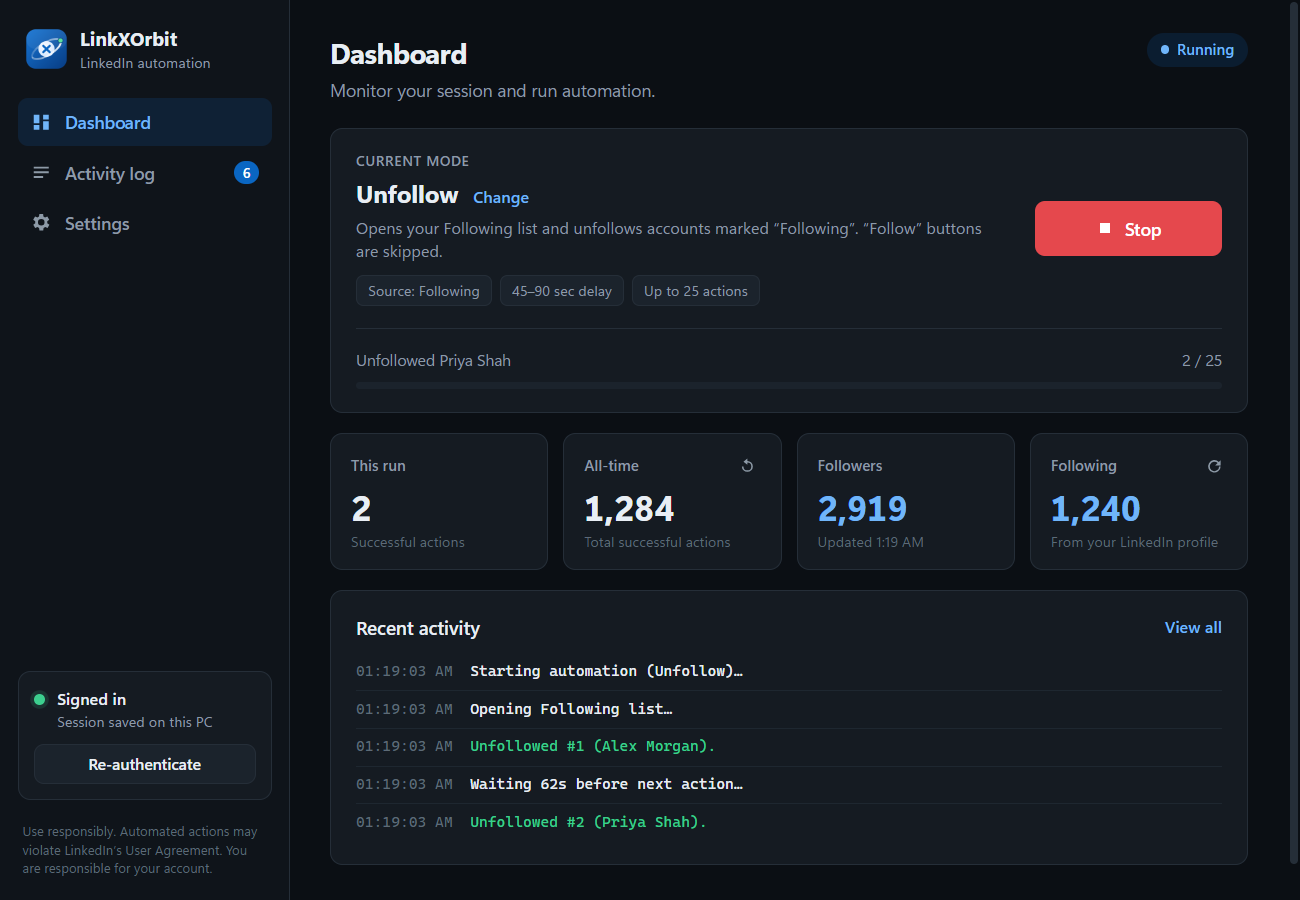 LinkXOrbit
LinkedIn automation
Dashboard
Activity log 6
Settings
Signed in
Session saved on this PC
Re-authenticate
Use responsibly. Automated actions may
violate LinkedIn's User Agreement. You
are responsible for your account.
Dashboard
Running
Monitor your session and run automation.
CURRENT MODE
Unfollow Change
Opens your Following list and unfollows accounts marked “Following”. “Follow” buttons
are skipped.
Stop
Source: Following 45–90 sec delay Up to 25 actions
Unfollowed Priya Shah 2 / 25
This run
2
Successful actions
All-time
1,284
Total successful actions
Followers
2,919
Updated 1:19 AM
Following
1,240
From your LinkedIn profile
Recent activity View all
01:19:03 AM Starting automation (Unfollow)…
01:19:03 AM Opening Following list…
01:19:03 AM Unfollowed #1 (Alex Morgan).
01:19:03 AM Waiting 62s before next action…
01:19:03 AM Unfollowed #2 (Priya Shah).